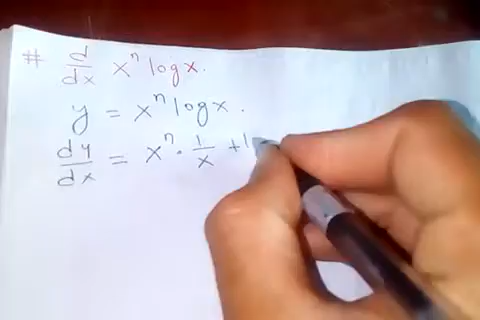 # d/dx x^n log x.
y = x^n log x.
dy/dx = x^n · 1/x + l